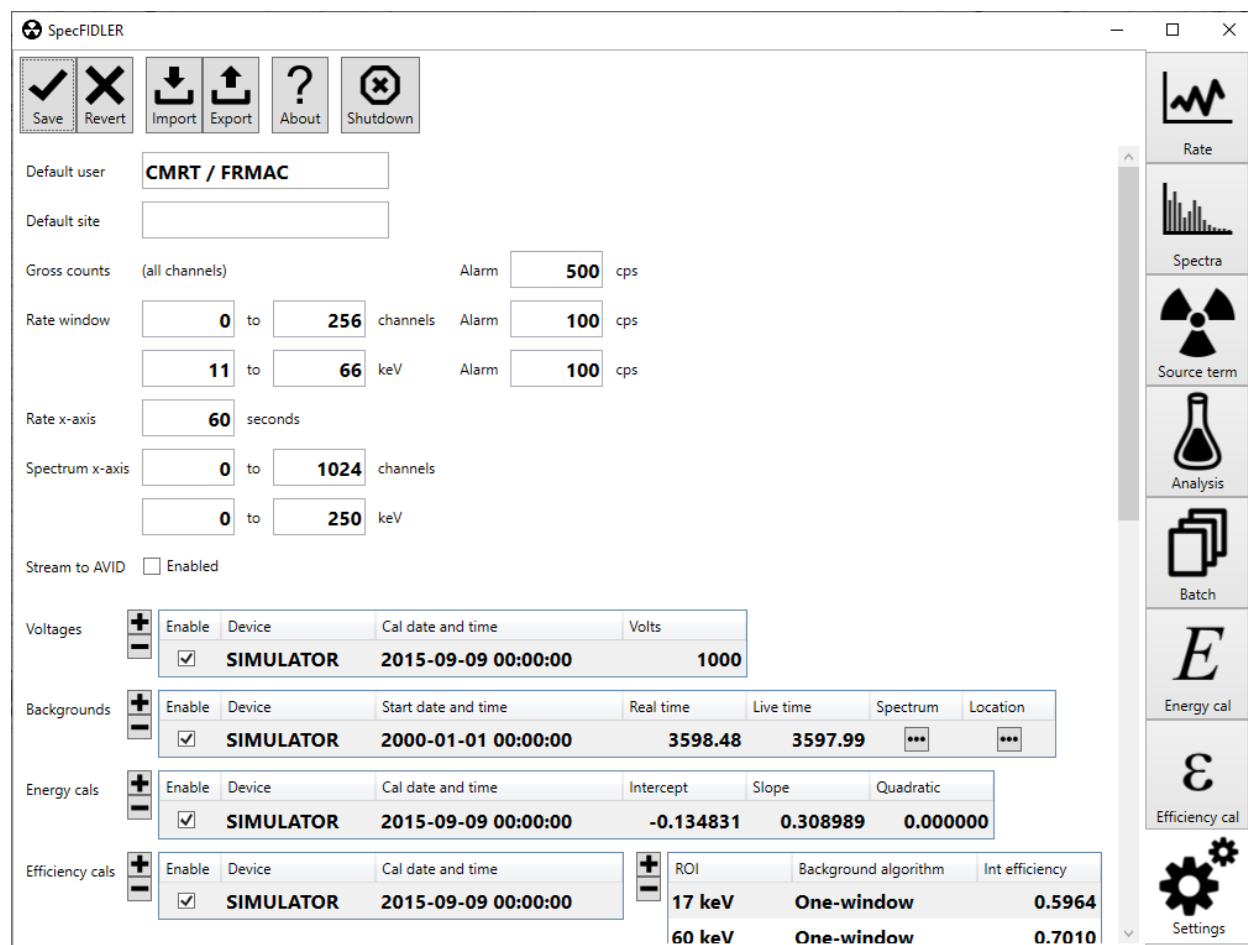 SpecFIDLER
Save Revert Import Export About Shutdown
Rate
Default user CMRT / FRMAC
Default site
Spectra
Gross counts (all channels) Alarm 500 cps
Rate window 0 to 256 channels Alarm 100 cps
11 to 66 keV Alarm 100 cps
Source term
Rate x-axis 60 seconds
Spectrum x-axis 0 to 1024 channels
Analysis
0 to 250 keV
Stream to AVID Enabled
Batch
Voltages Enable Device Cal date and time Volts
SIMULATOR 2015-09-09 00:00:00 1000
Backgrounds Enable Device Start date and time Real time Live time Spectrum Location
E
Energy cal
SIMULATOR 2000-01-01 00:00:00 3598.48 3597.99 ... ...
Energy cals Enable Device Cal date and time Intercept Slope Quadratic
ε
Efficiency cal
SIMULATOR 2015-09-09 00:00:00 -0.134831 0.308989 0.000000
Efficiency cals Enable Device Cal date and time ROI Background algorithm Int efficiency
SIMULATOR 2015-09-09 00:00:00 17 keV One-window 0.5964
60 keV One-window 0.7010
Settings